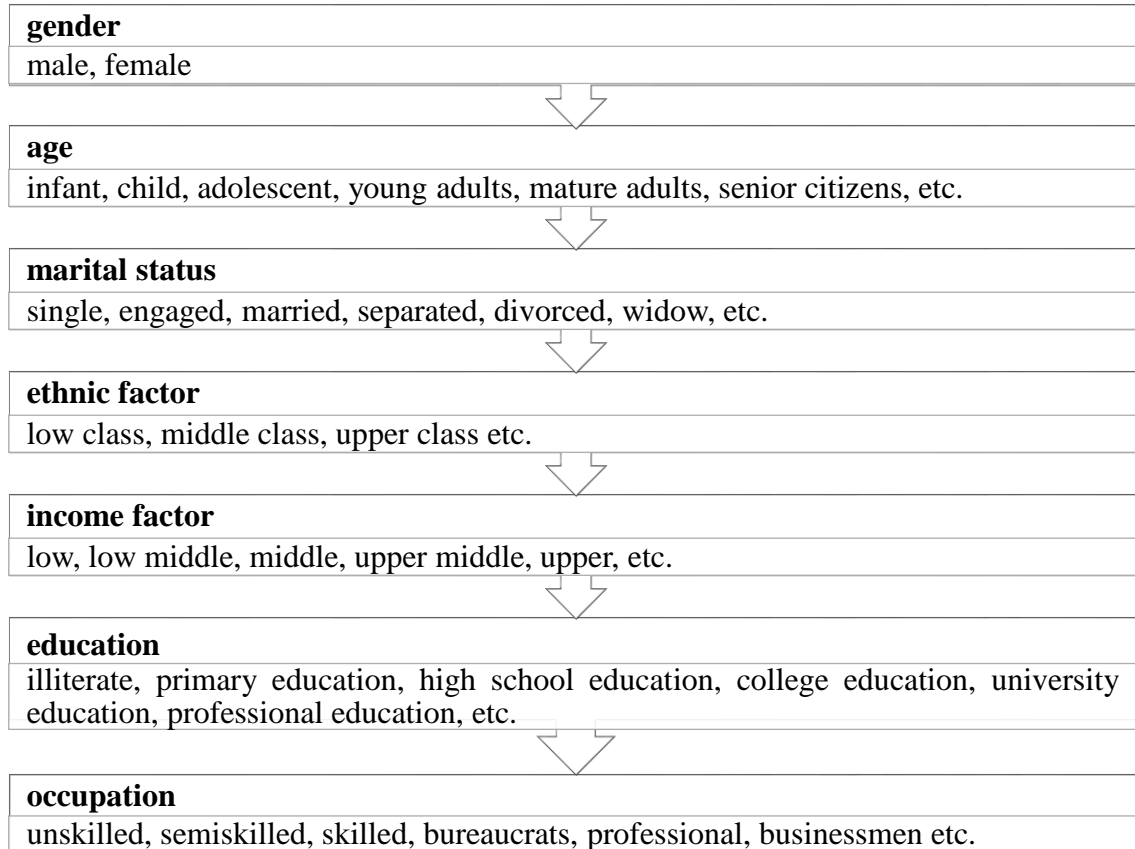 gender
male, female
age
infant, child, adolescent, young adults, mature adults, senior citizens, etc.
marital status
single, engaged, married, separated, divorced, widow, etc.
ethnic factor
low class, middle class, upper class etc.
income factor
low, low middle, middle, upper middle, upper, etc.
education
illiterate, primary education, high school education, college education, university
education, professional education, etc.
occupation
unskilled, semiskilled, skilled, bureaucrats, professional, businessmen etc.